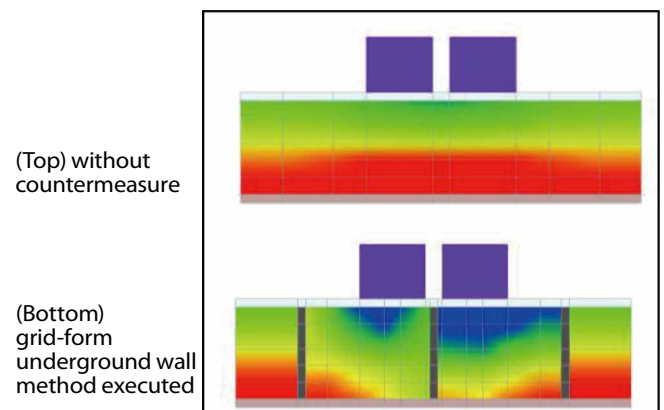 (Top) without
countermeasure
(Bottom)
grid-form
underground wall
method executed